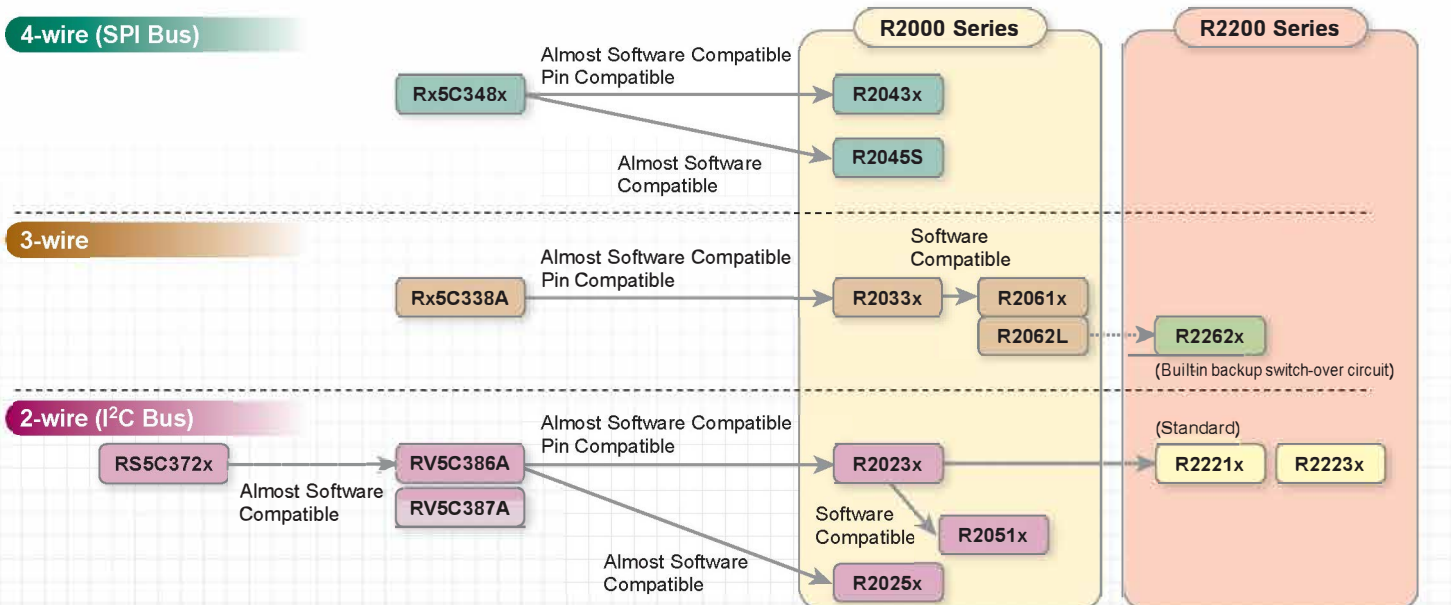 R2000 Series
R2200 Series
4-wire (SPI Bus)
Almost Software Compatible
Pin Compatible
Rx5C348x
R2043x
R2045S
Almost Software
Compatible
3-wire
Software
Compatible
Almost Software Compatible
Pin Compatible
Rx5C338A
R2033x
R2061x
R2062L
R2262x
(Builtin backup switch-over circuit)
2-wire (I²C Bus)
Almost Software Compatible
Pin Compatible
(Standard)
RS5C372x
RV5C386A
R2023x
R2221x
R2223x
Almost Software
Compatible
RV5C387A
Software
Compatible
R2051x
Almost Software
Compatible
R2025x